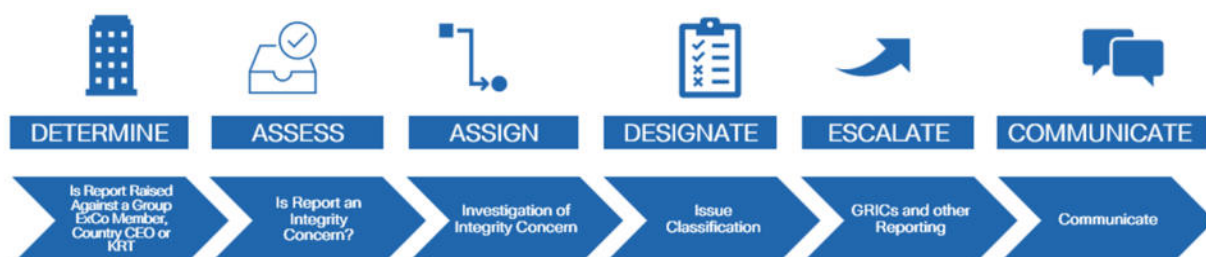 DETERMINE
ASSESS
ASSIGN
DESIGNATE
ESCALATE
COMMUNICATE
Is Report Raised
Against a Group
ExCo Member,
Country CEO or
KRT
Is Report an
Integrity
Concern?
Investigation of
Integrity Concern
Issue
Classification
GRICs and other
Reporting
Communicate